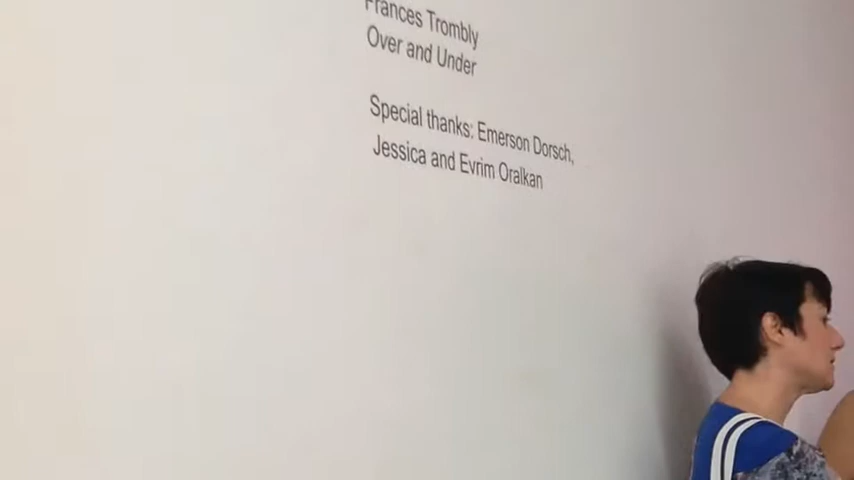 Frances Trombly
Over and Under
Special thanks: Emerson Dorsch,
Jessica and Evrim Oralkan